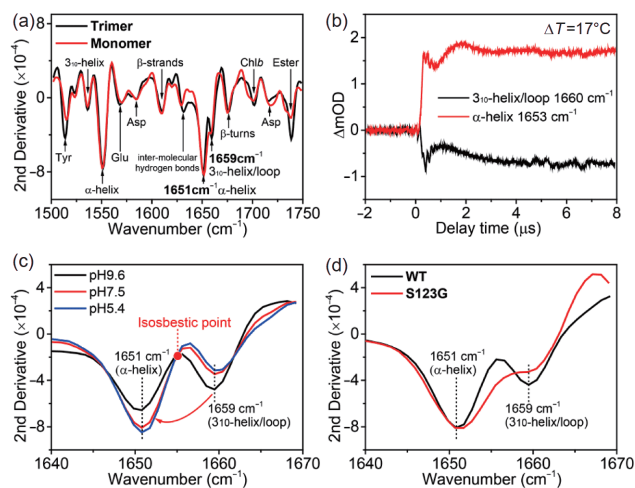 (a)
Trimer
Monomer
3₁₀-helix
β-strands
Chlb
Ester
Tyr
α-helix
Glu
Asp
inter-molecular
hydrogen bonds
1659cm⁻¹
3₁₀-helix/loop
1651cm⁻¹ α-helix
β-turns
Asp
2nd Derivative (×10⁻⁴)
4
0
-4
-8
1500 1550 1600 1650 1700 1750
Wavenumber (cm⁻¹)
(b)
ΔT=17°C
3₁₀-helix/loop 1660 cm⁻¹
α-helix 1653 cm⁻¹
ΔmOD
2
1
0
-1
-2 0 2 4 6 8
Delay time (μs)
(c)
pH9.6
pH7.5
pH5.4
Isosbestic point
1651 cm⁻¹
(α-helix)
1659 cm⁻¹
(310-helix/loop)
2nd Derivative (×10⁻⁴)
4
0
-4
-8
1640 1650 1660 1670
Wavenumber (cm⁻¹)
(d)
WT
S123G
1651 cm⁻¹
(α-helix)
1659 cm⁻¹
(310-helix/loop)
2nd Derivative (×10⁻⁴)
4
0
-4
-8
1640 1650 1660 1670
Wavenumber (cm⁻¹)